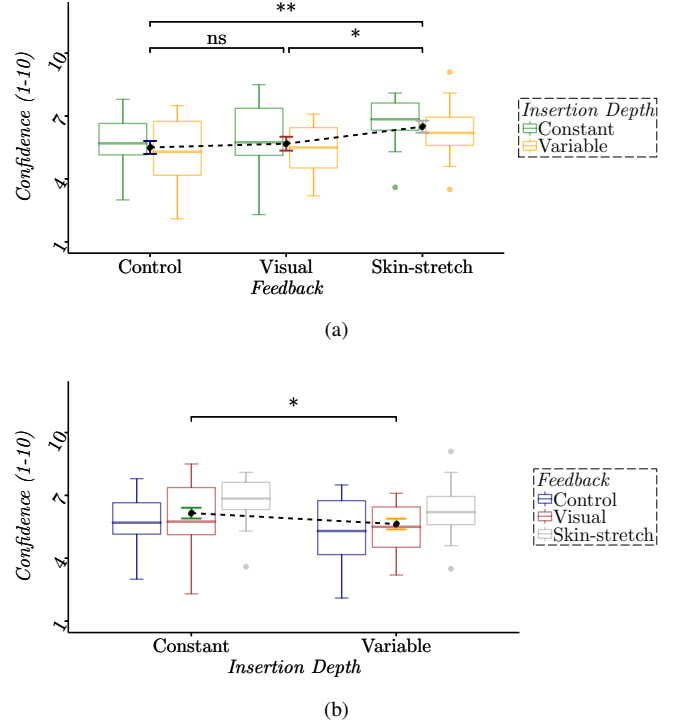 **
ns
*
10
7
4
1
Confidence (1-10)
Control
Visual
Skin-stretch
Feedback
Insertion Depth
Constant
Variable
(a)
*
10
7
4
1
Confidence (1-10)
Constant
Variable
Insertion Depth
Feedback
Control
Visual
Skin-stretch
(b)